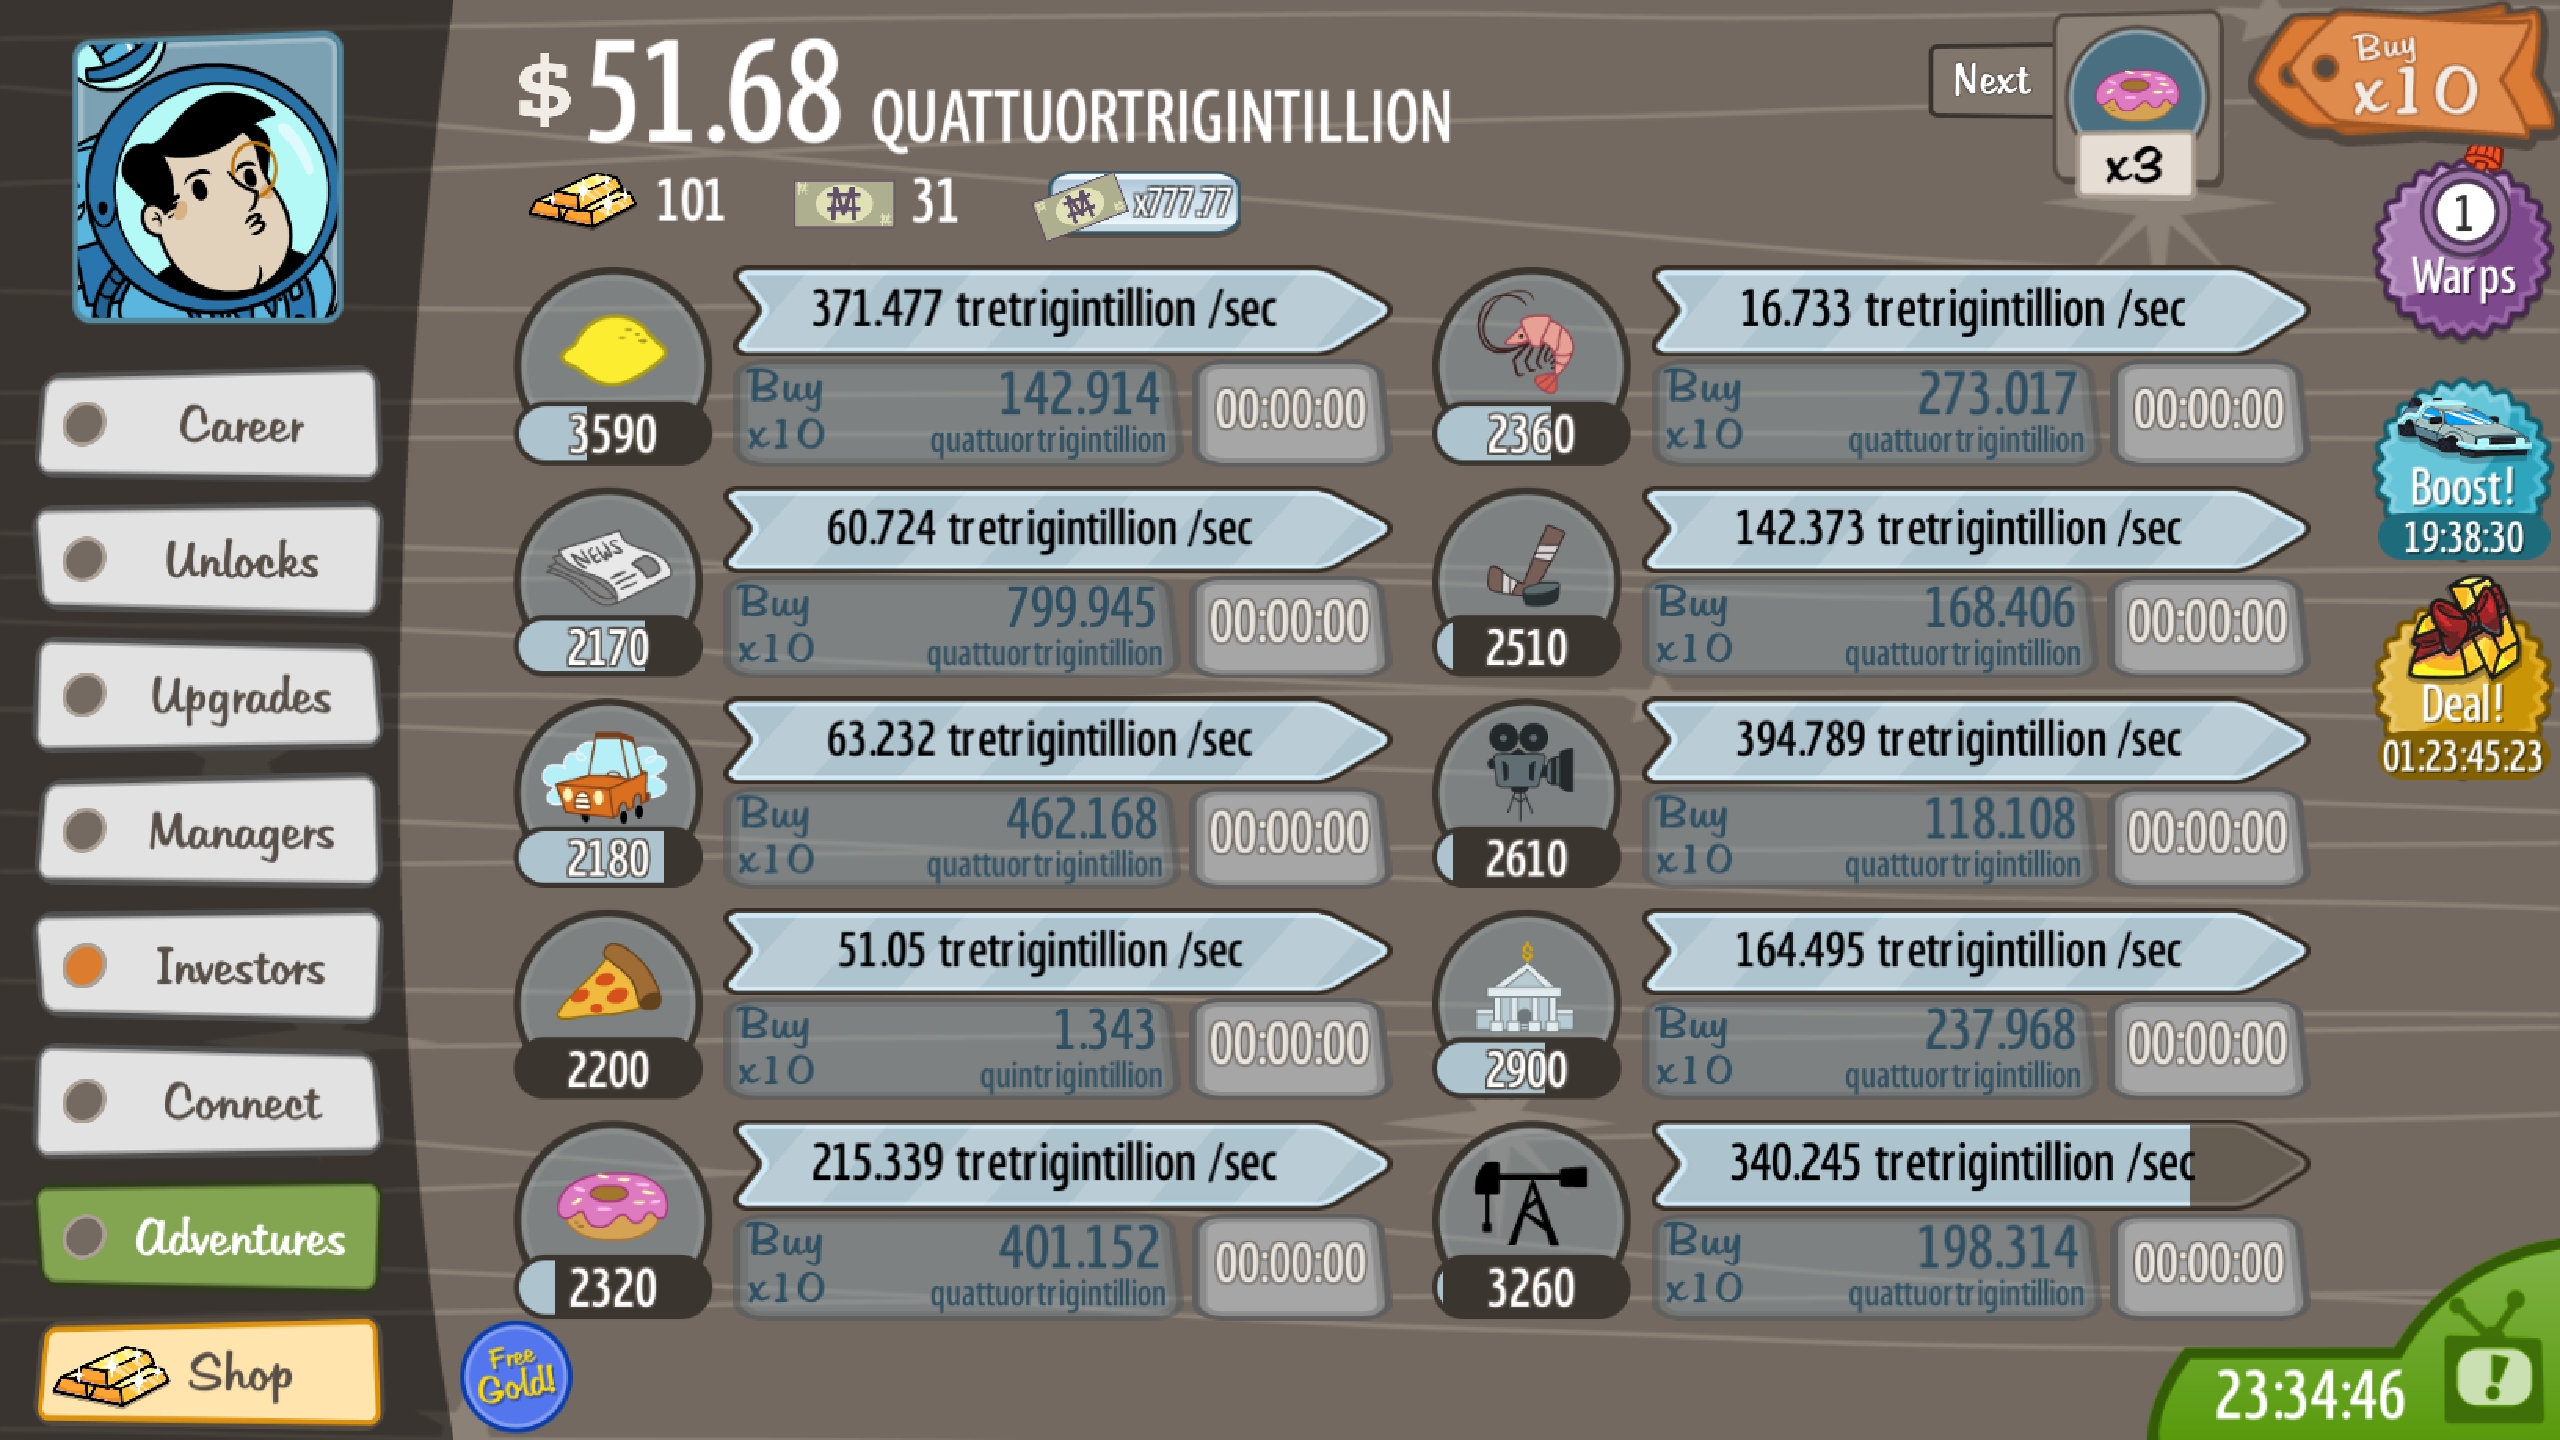 $51.68 QUATTUORTRIGINTILLION
101 31 x777.77
Next
x3
Buy
x10
1
Warps
Boost!
19:38:30
Deal!
01:23:45:23
Career
Unlocks
Upgrades
Managers
Investors
Connect
Adventures
Shop
371.477 tretrigintillion /sec
3590
Buy
x10
142.914
quattuortrigintillion
00:00:00
NEWS
60.724 tretrigintillion /sec
2170
Buy
x10
799.945
quattuortrigintillion
00:00:00
63.232 tretrigintillion /sec
2180
Buy
x10
462.168
quattuortrigintillion
00:00:00
51.05 tretrigintillion /sec
2200
Buy
x10
1.343
quintrigintillion
00:00:00
215.339 tretrigintillion /sec
2320
Buy
x10
401.152
quattuortrigintillion
00:00:00
16.733 tretrigintillion /sec
2360
Buy
x10
273.017
quattuortrigintillion
00:00:00
142.373 tretrigintillion /sec
2510
Buy
x10
168.406
quattuortrigintillion
00:00:00
394.789 tretrigintillion /sec
2610
Buy
x10
118.108
quattuortrigintillion
00:00:00
$
164.495 tretrigintillion /sec
2900
Buy
x10
237.968
quattuortrigintillion
00:00:00
340.245 tretrigintillion /sec
3260
Buy
x10
198.314
quattuortrigintillion
00:00:00
Free
Gold!
23:34:46
!